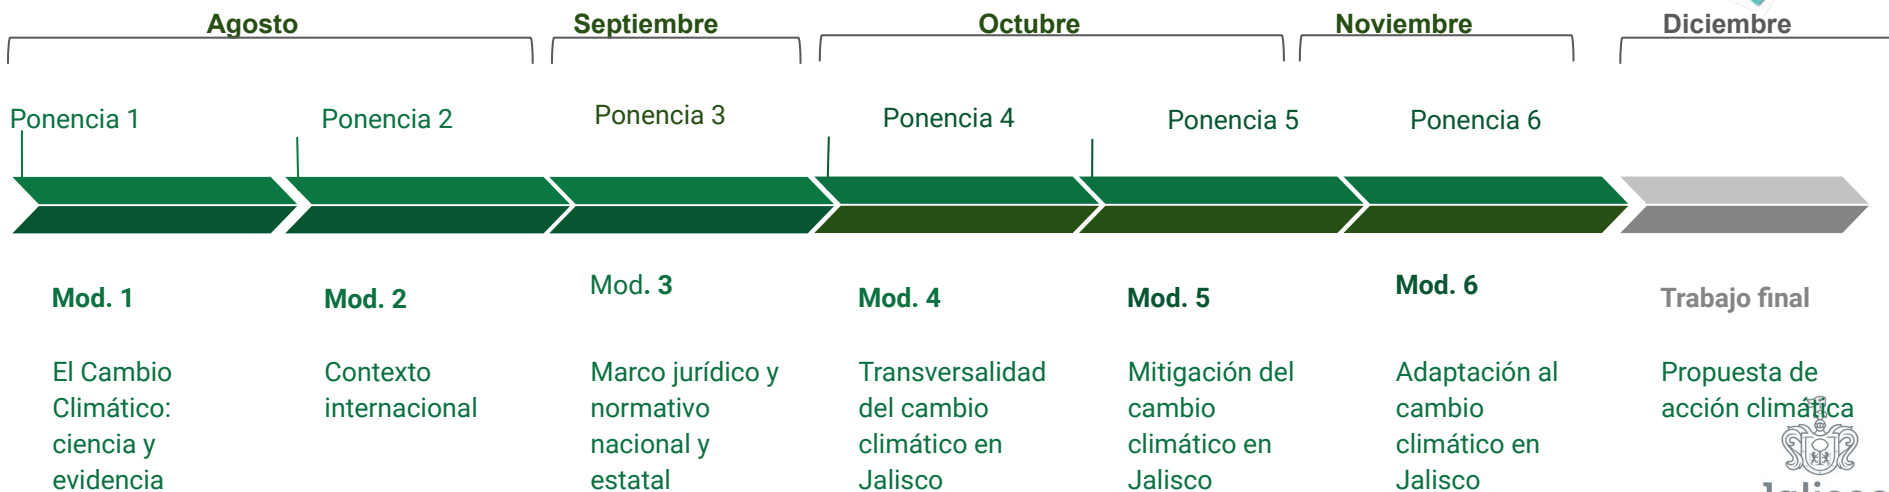 Agosto
Septiembre
Octubre
Noviembre
Diciembre
Ponencia 1
Ponencia 2
Ponencia 3
Ponencia 4
Ponencia 5
Ponencia 6
Mod. 1
El Cambio
Climático:
ciencia y
evidencia
Mod. 2
Contexto
internacional
Mod. 3
Marco jurídico y
normativo
nacional y
estatal
Mod. 4
Transversalidad
del cambio
climático en
Jalisco
Mod. 5
Mitigación del
cambio
climático en
Jalisco
Mod. 6
Adaptación al
cambio
climático en
Jalisco
Trabajo final
Propuesta de
acción climática
Jalisco